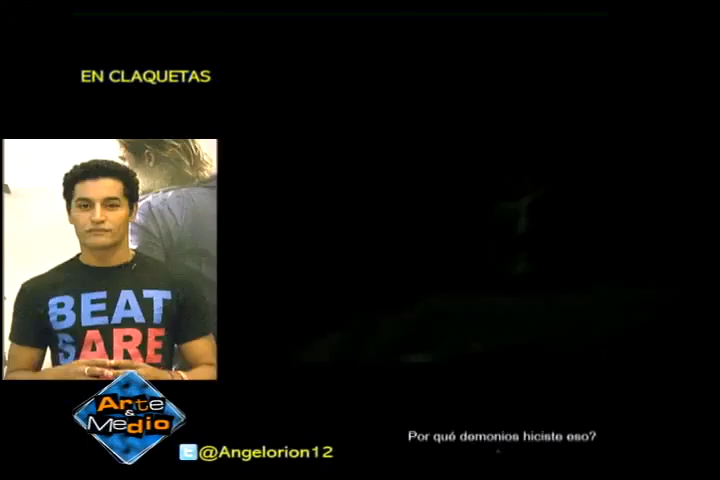 EN CLAQUETAS
BEAT
SARE
Arte
&
Medio
@Angelorion12
Por qué demonios hiciste eso?